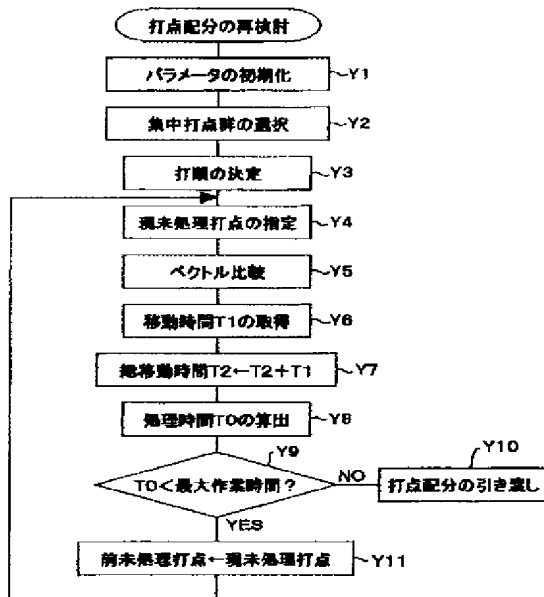 打点配分の再検討
パラメータの初期化
Y1
集中打点群の選択
Y2
打順の決定
Y3
現未処理打点の指定
Y4
ベクトル比較
Y5
移動時間T1の取得
Y6
総移動時間T2←T2+T1
Y7
処理時間T0の算出
Y8
Y9
T0<最大作業時間?
NO
Y10
打点配分の引き渡し
YES
前未処理打点←現未処理打点
Y11